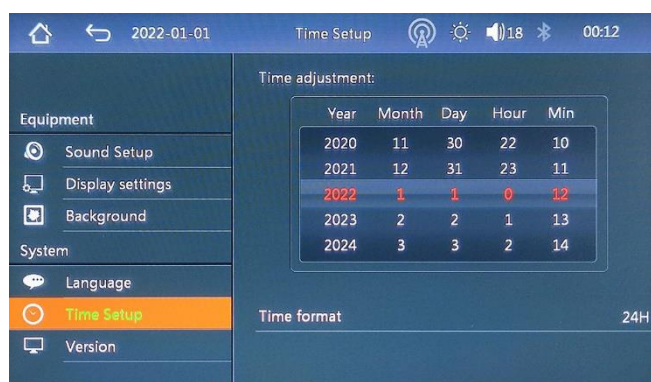 2022-01-01 Time Setup 18 00:12
Time adjustment:
Equipment
Sound Setup
Display settings
Background
System
Language
Time Setup
Version
Year Month Day Hour Min
2020 11 30 22 10
2021 12 31 23 11
2022 1 1 0 12
2023 2 2 1 13
2024 3 3 2 14
Time format 24H